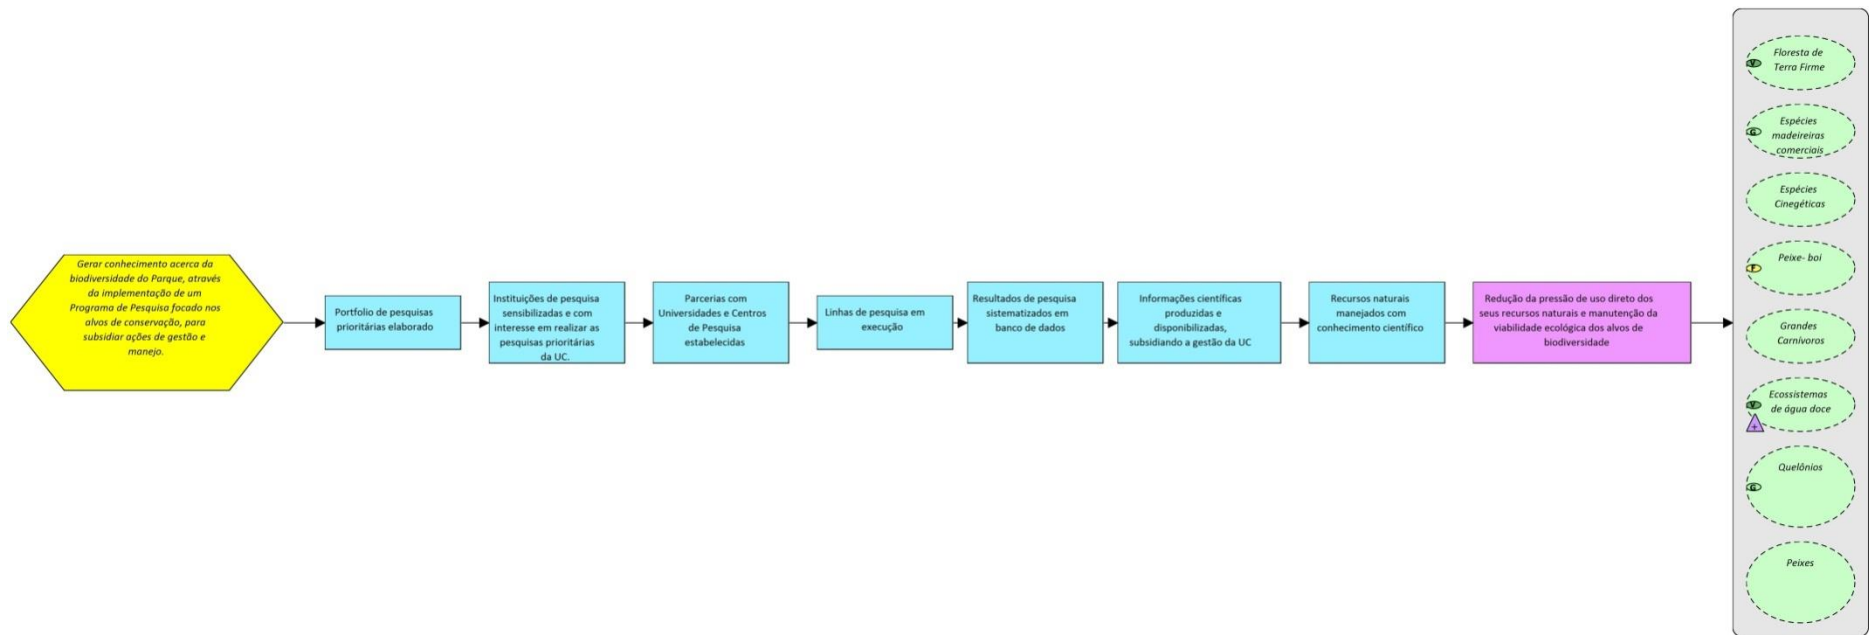 Gerar conhecimento acerca da
biodiversidade do Parque, através
da implementação de um
Programa de Pesquisa focado nos
alvos de conservação, para
subsidiar ações de gestão e
manejo.
Portfolio de pesquisas
prioritárias elaborado
Instituições de pesquisa
sensibilizadas e com
interesse em realizar as
pesquisas prioritárias
da UC.
Parcerias com
Universidades e Centros
de Pesquisa
estabelecidas
Linhas de pesquisa em
execução
Resultados de pesquisa
sistematizados em
banco de dados
Informações científicas
produzidas e
disponibilizadas,
subsidiando a gestão da UC
Recursos naturais
manejados com
conhecimento científico
Redução da pressão de uso direto dos
seus recursos naturais e manutenção da
viabilidade ecológica dos alvos de
biodiversidade
V
Floresta de
Terra Firme
G
Espécies
madeireiras
comerciais
Espécies
Cinegéticas
F
Peixe- boi
Grandes
Carnívoros
V
Ecossistemas
de água doce
+
Quelônios
G
Peixes